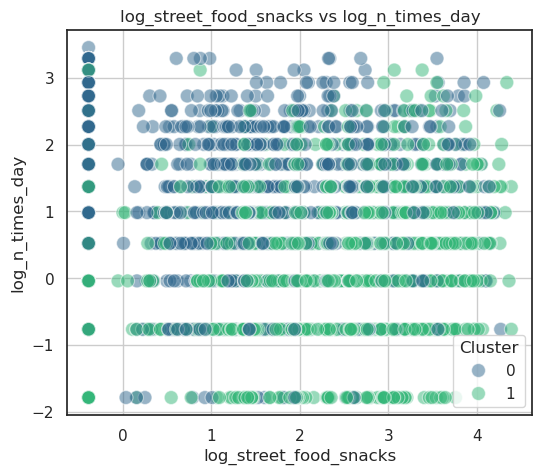 log_street_food_snacks vs log_n_times_day
log_n_times_day
3
2
1
0
−1
−2
0 1 2 3 4
log_street_food_snacks
Cluster
0
1